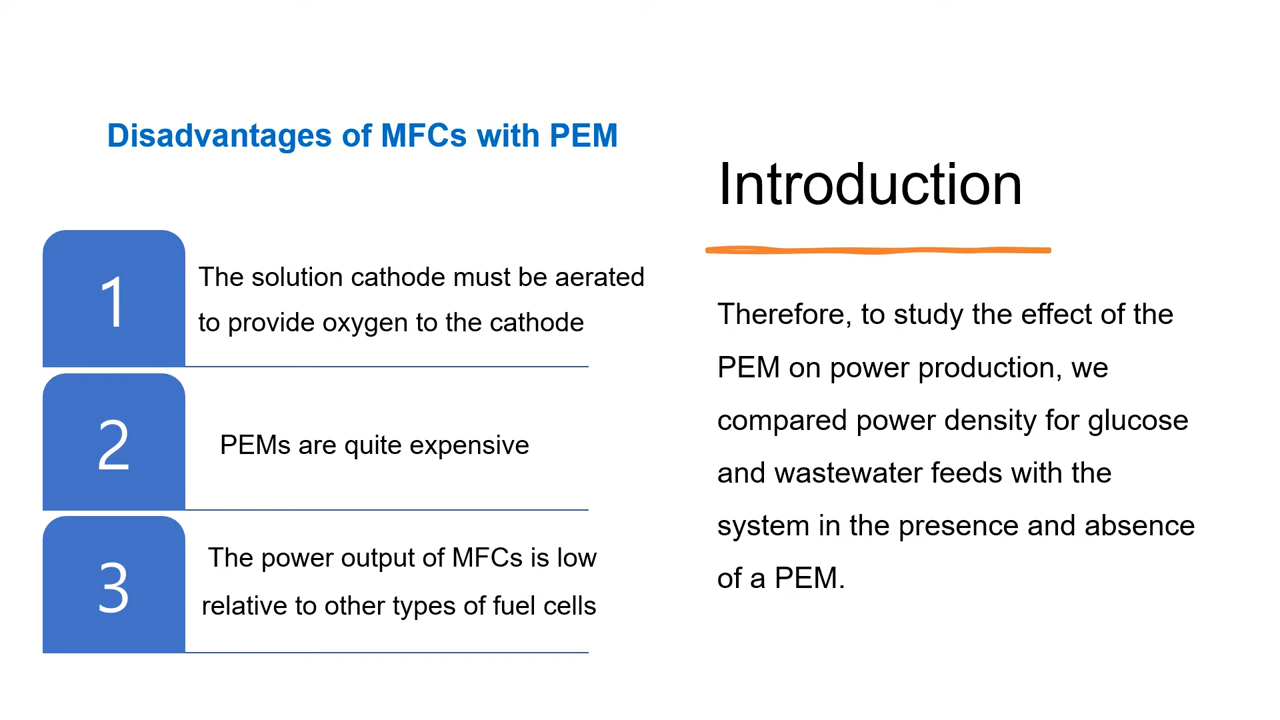 Disadvantages of MFCs with PEM
1
The solution cathode must be aerated
to provide oxygen to the cathode
2
PEMs are quite expensive
3
The power output of MFCs is low
relative to other types of fuel cells
Introduction
Therefore, to study the effect of the
PEM on power production, we
compared power density for glucose
and wastewater feeds with the
system in the presence and absence
of a PEM.